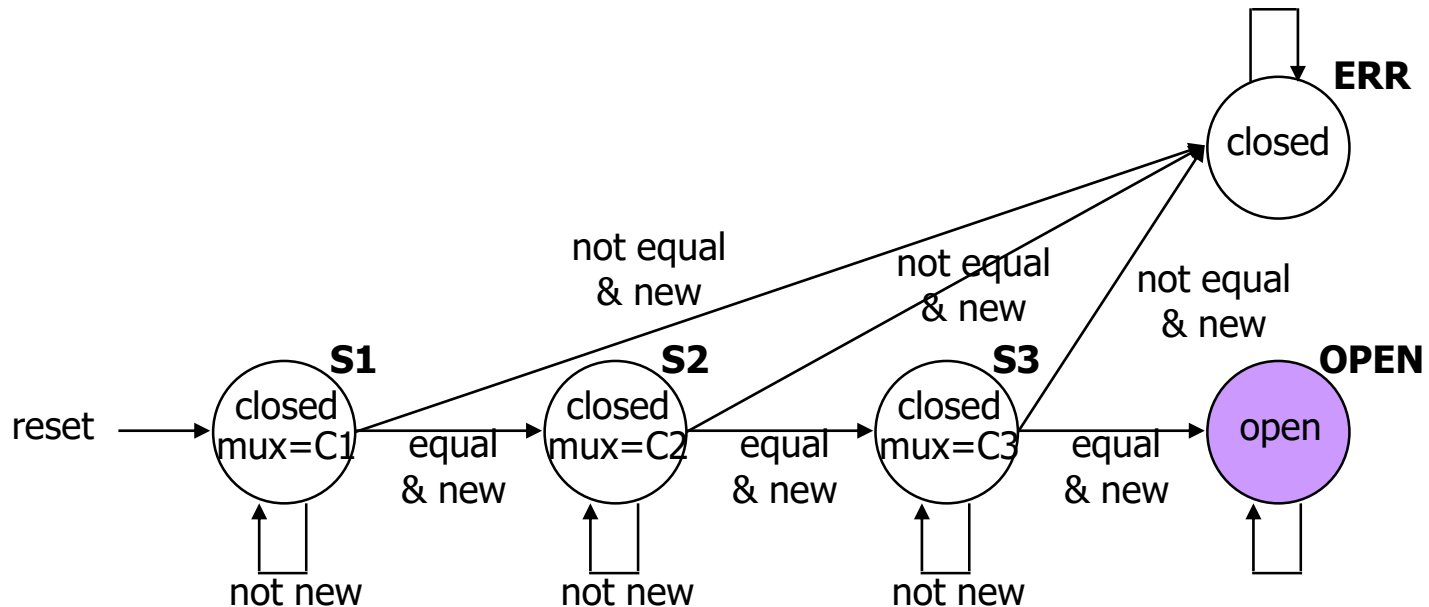 ERR
closed
not equal
& new
not equal
& new
not equal
& new
S1
S2
S3
OPEN
reset
closed
mux=C1
equal
& new
closed
mux=C2
equal
& new
closed
mux=C3
equal
& new
open
not new
not new
not new